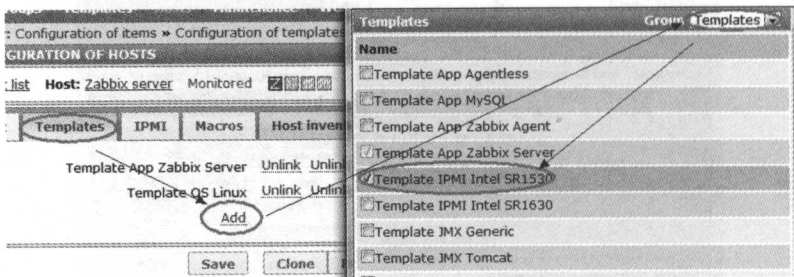 : Configuration of items » Configuration of templates
GURATION OF HOSTS
list Host: Zabbix server Monitored Z
Templates IPMI Macros Host inven
Template App Zabbix Server Unlink Unlin
Template OS Linux Unlink Unlin
Add
Save Clone
Templates Group Templates
Name
Template App Agentless
Template App MySQL
Template App Zabbix Agent
Template App Zabbix Server
Template IPMI Intel SR1530
Template IPMI Intel SR1630
Template JMX Generic
Template JMX Tomcat